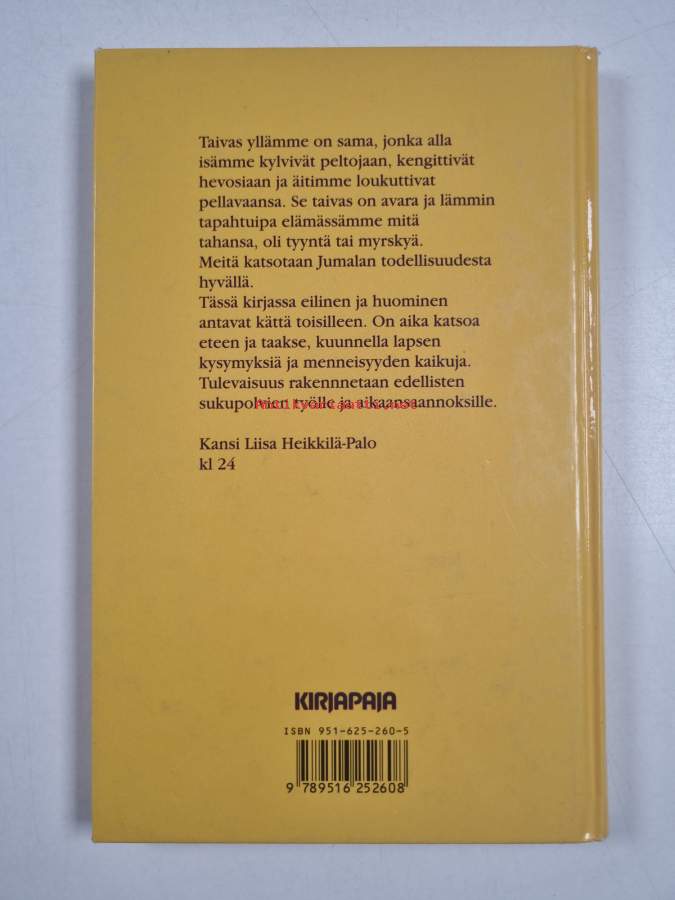 Taivas yllämme on sama, jonka alla
isämme kylvivät peltojaan, kengittivät
hevosiaan ja äitimme loukuttivat
pellavaansa. Se taivas on avara ja lämmin
tapahtuipa elämässämme mitä
tahansa, oli tyyntä tai myrskyä.
Meitä katsotaan Jumalan todellisuudesta
hyvällä.
Tässä kirjassa eilinen ja huominen
antavat kättä toisilleen. On aika katsoa
eteen ja taakse, kuunnella lapsen
kysymyksiä ja menneisyyden kaikuja.
Tulevaisuus rakennnetaan edellisten
sukupolvien työlle ja aikaansaannoksille.
Antikvariaatti.net
Kansi Liisa Heikkilä-Palo
kl 24
KIRJAPAJA
ISBN 951-625-260-5
9 789516 252608